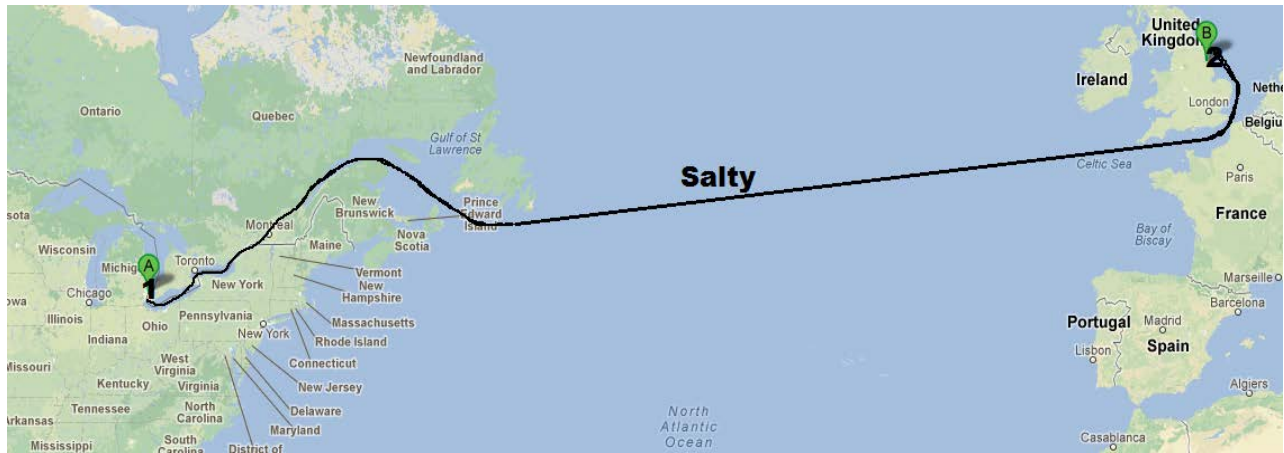 Newfoundland
and Labrador
Ontario
Quebec
Gulf of St
Lawrence
Salty
United
Kingdom
B
2
Ireland
London
Nethe
Belgiu
Celtic Sea
Paris
France
Bay of
Biscay
Marseille
Barcelona
Portugal
Madrid
Lisbon
Spain
Algiers
Casablanca
North
Atlantic
Ocean
Prince
Edward
Island
New
Brunswick
Nova
Scotia
Montreal
Maine
Vermont
New
Hampshire
Massachusetts
Rhode Island
Connecticut
New Jersey
Delaware
Maryland
District of
sota
Wisconsin
Michig
A
1
Toronto
New York
Chicago
Illinois
Indiana
Ohio
Pennsylvania
New York
West
Virginia
Virginia
Missouri
Kentucky
Tennessee
North
Carolina
Arkansas
Mississippi
South
Carolina